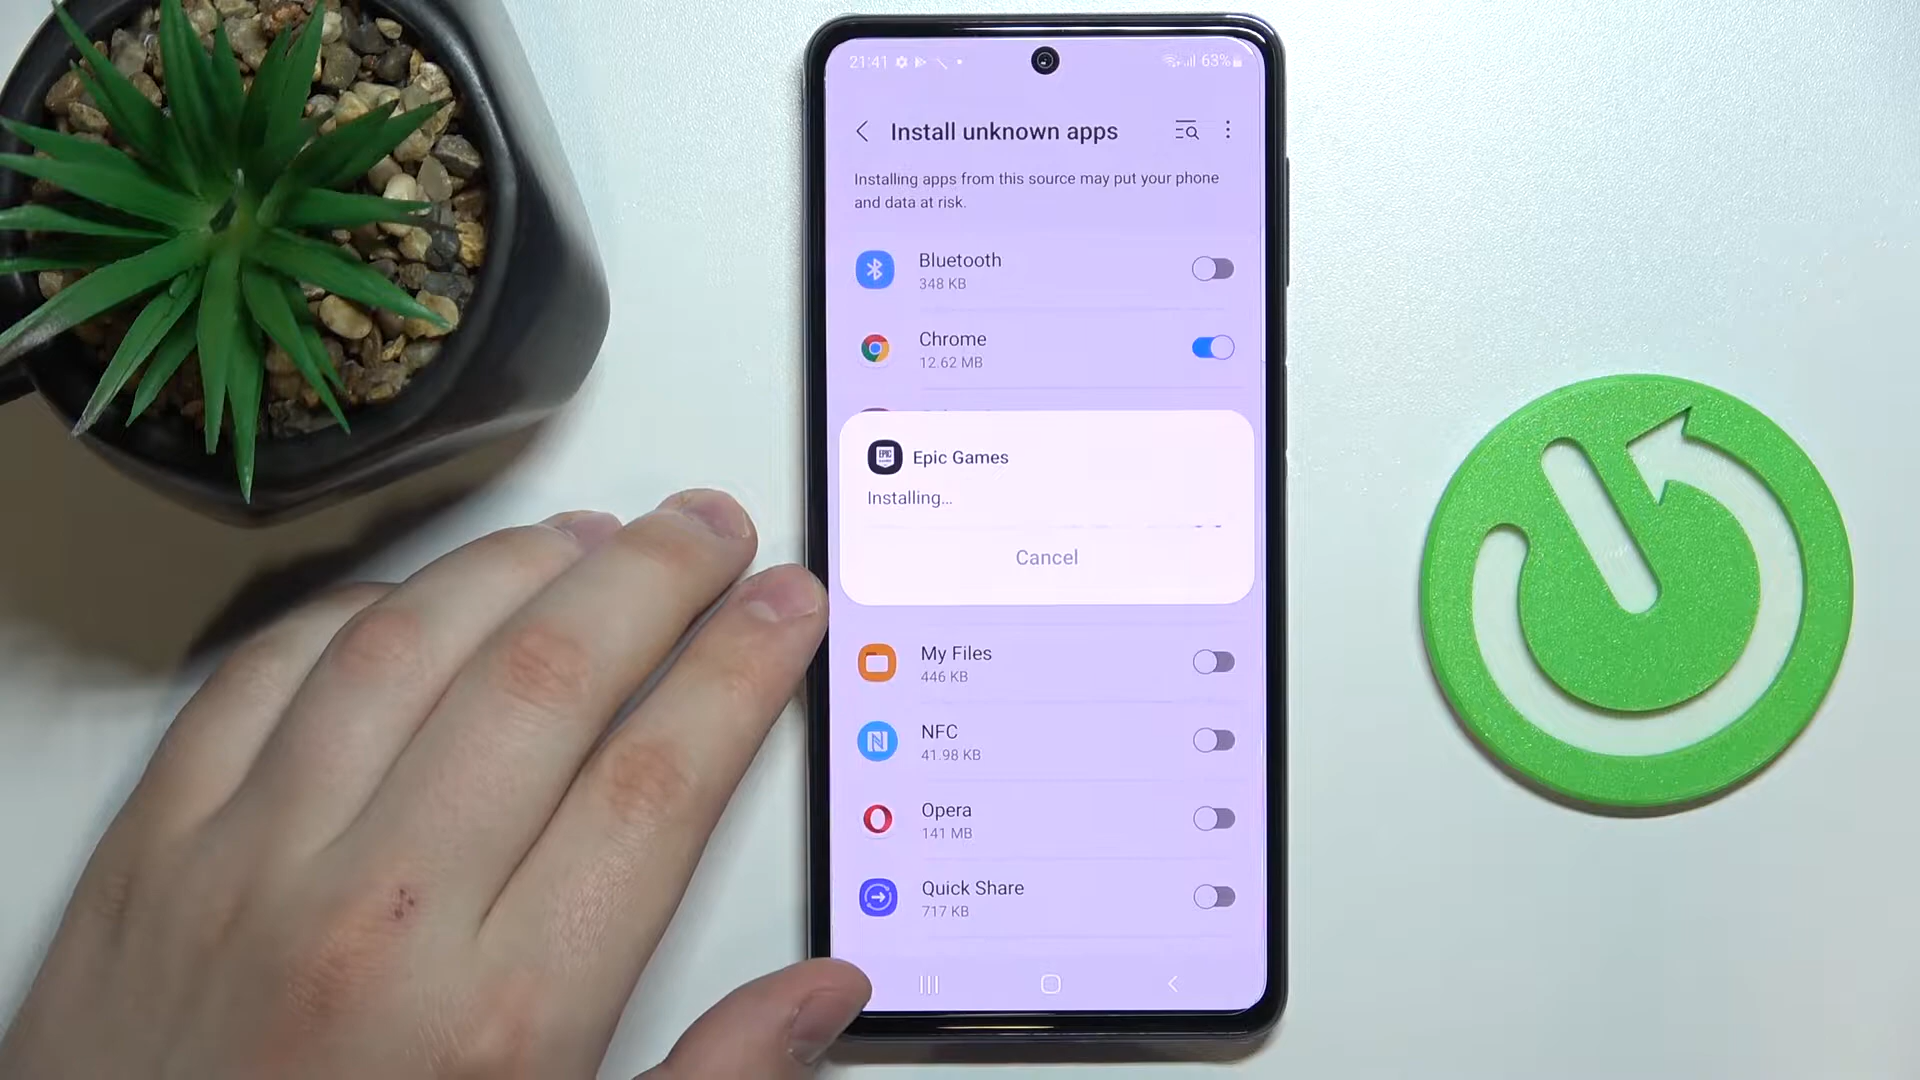 21:41
63%
Install unknown apps
Installing apps from this source may put your phone
and data at risk.
Bluetooth
348 KB
Chrome
12.62 MB
EPIC
Epic Games
Installing...
Cancel
My Files
446 KB
NFC
41.98 KB
Opera
141 MB
Quick Share
717 KB